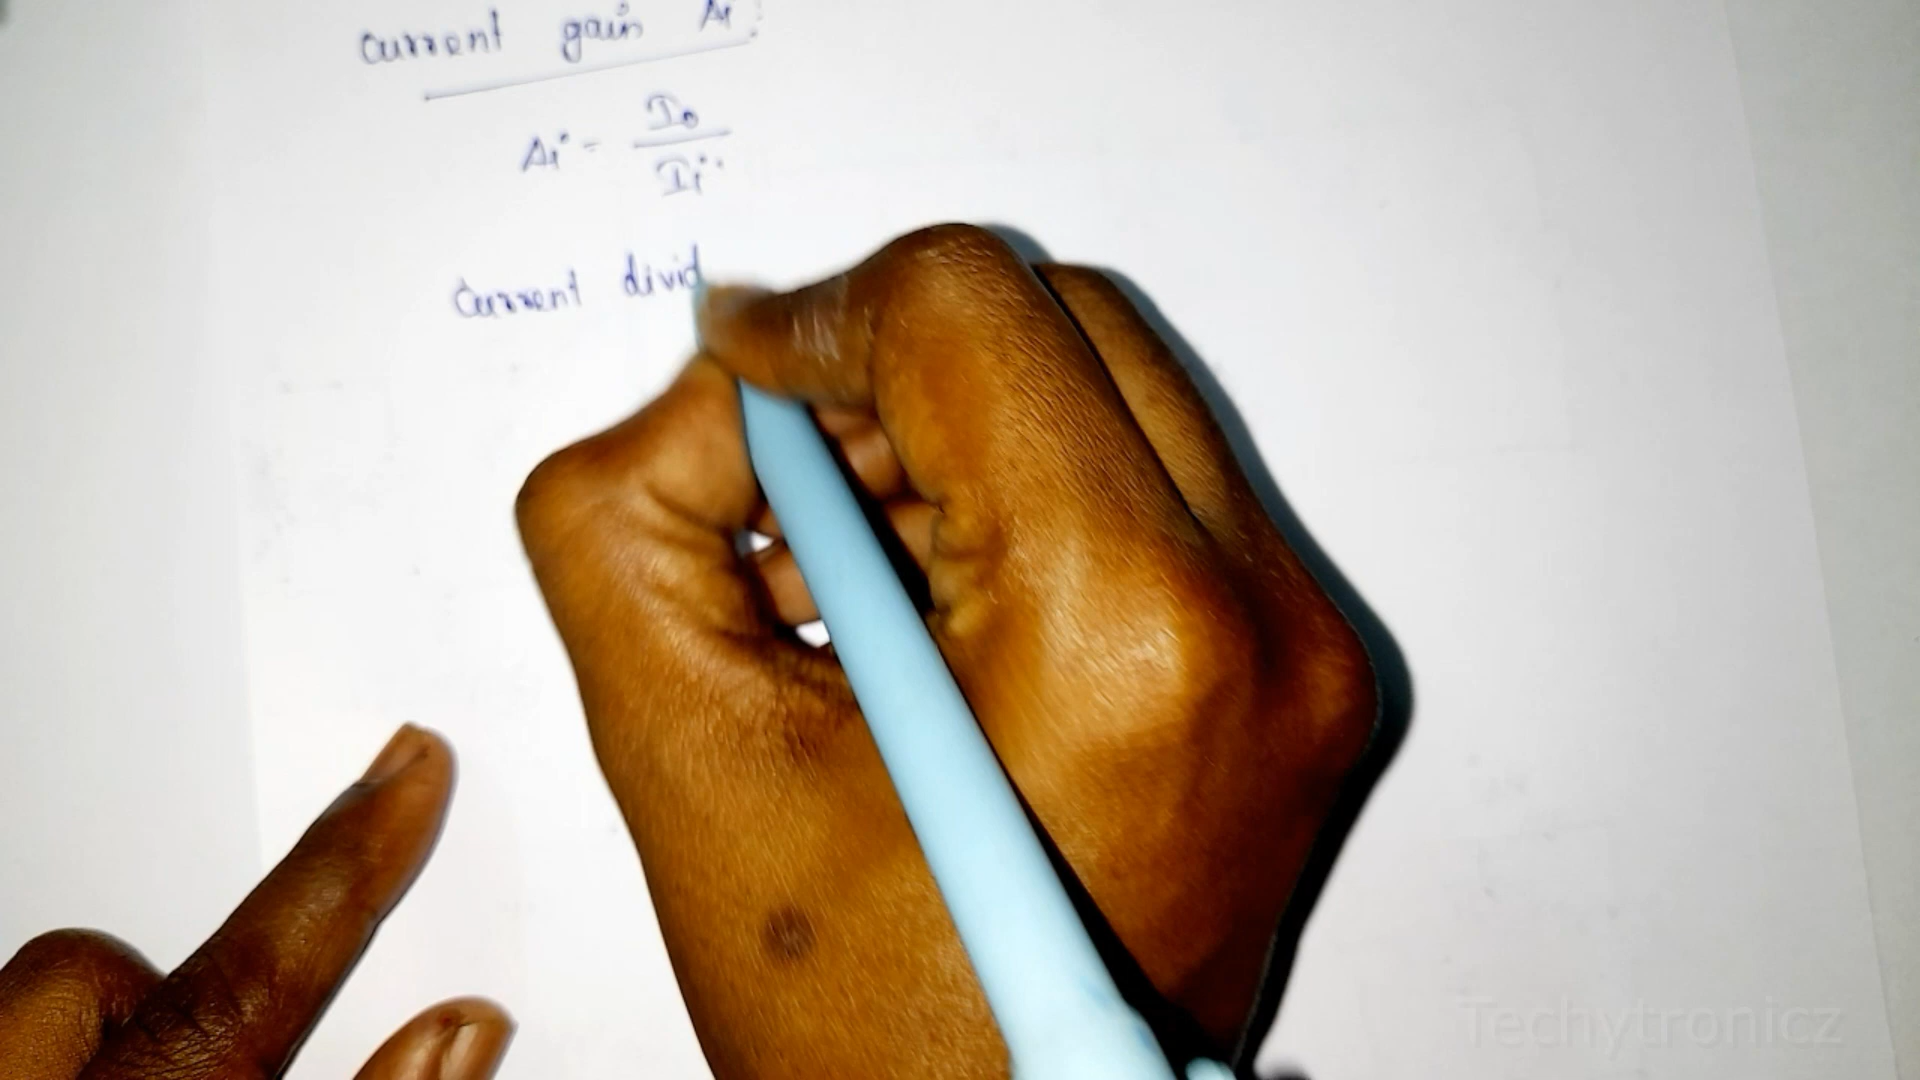 Current gain Ai:
Ai = Io / Ii
Current divid
Techytronicz